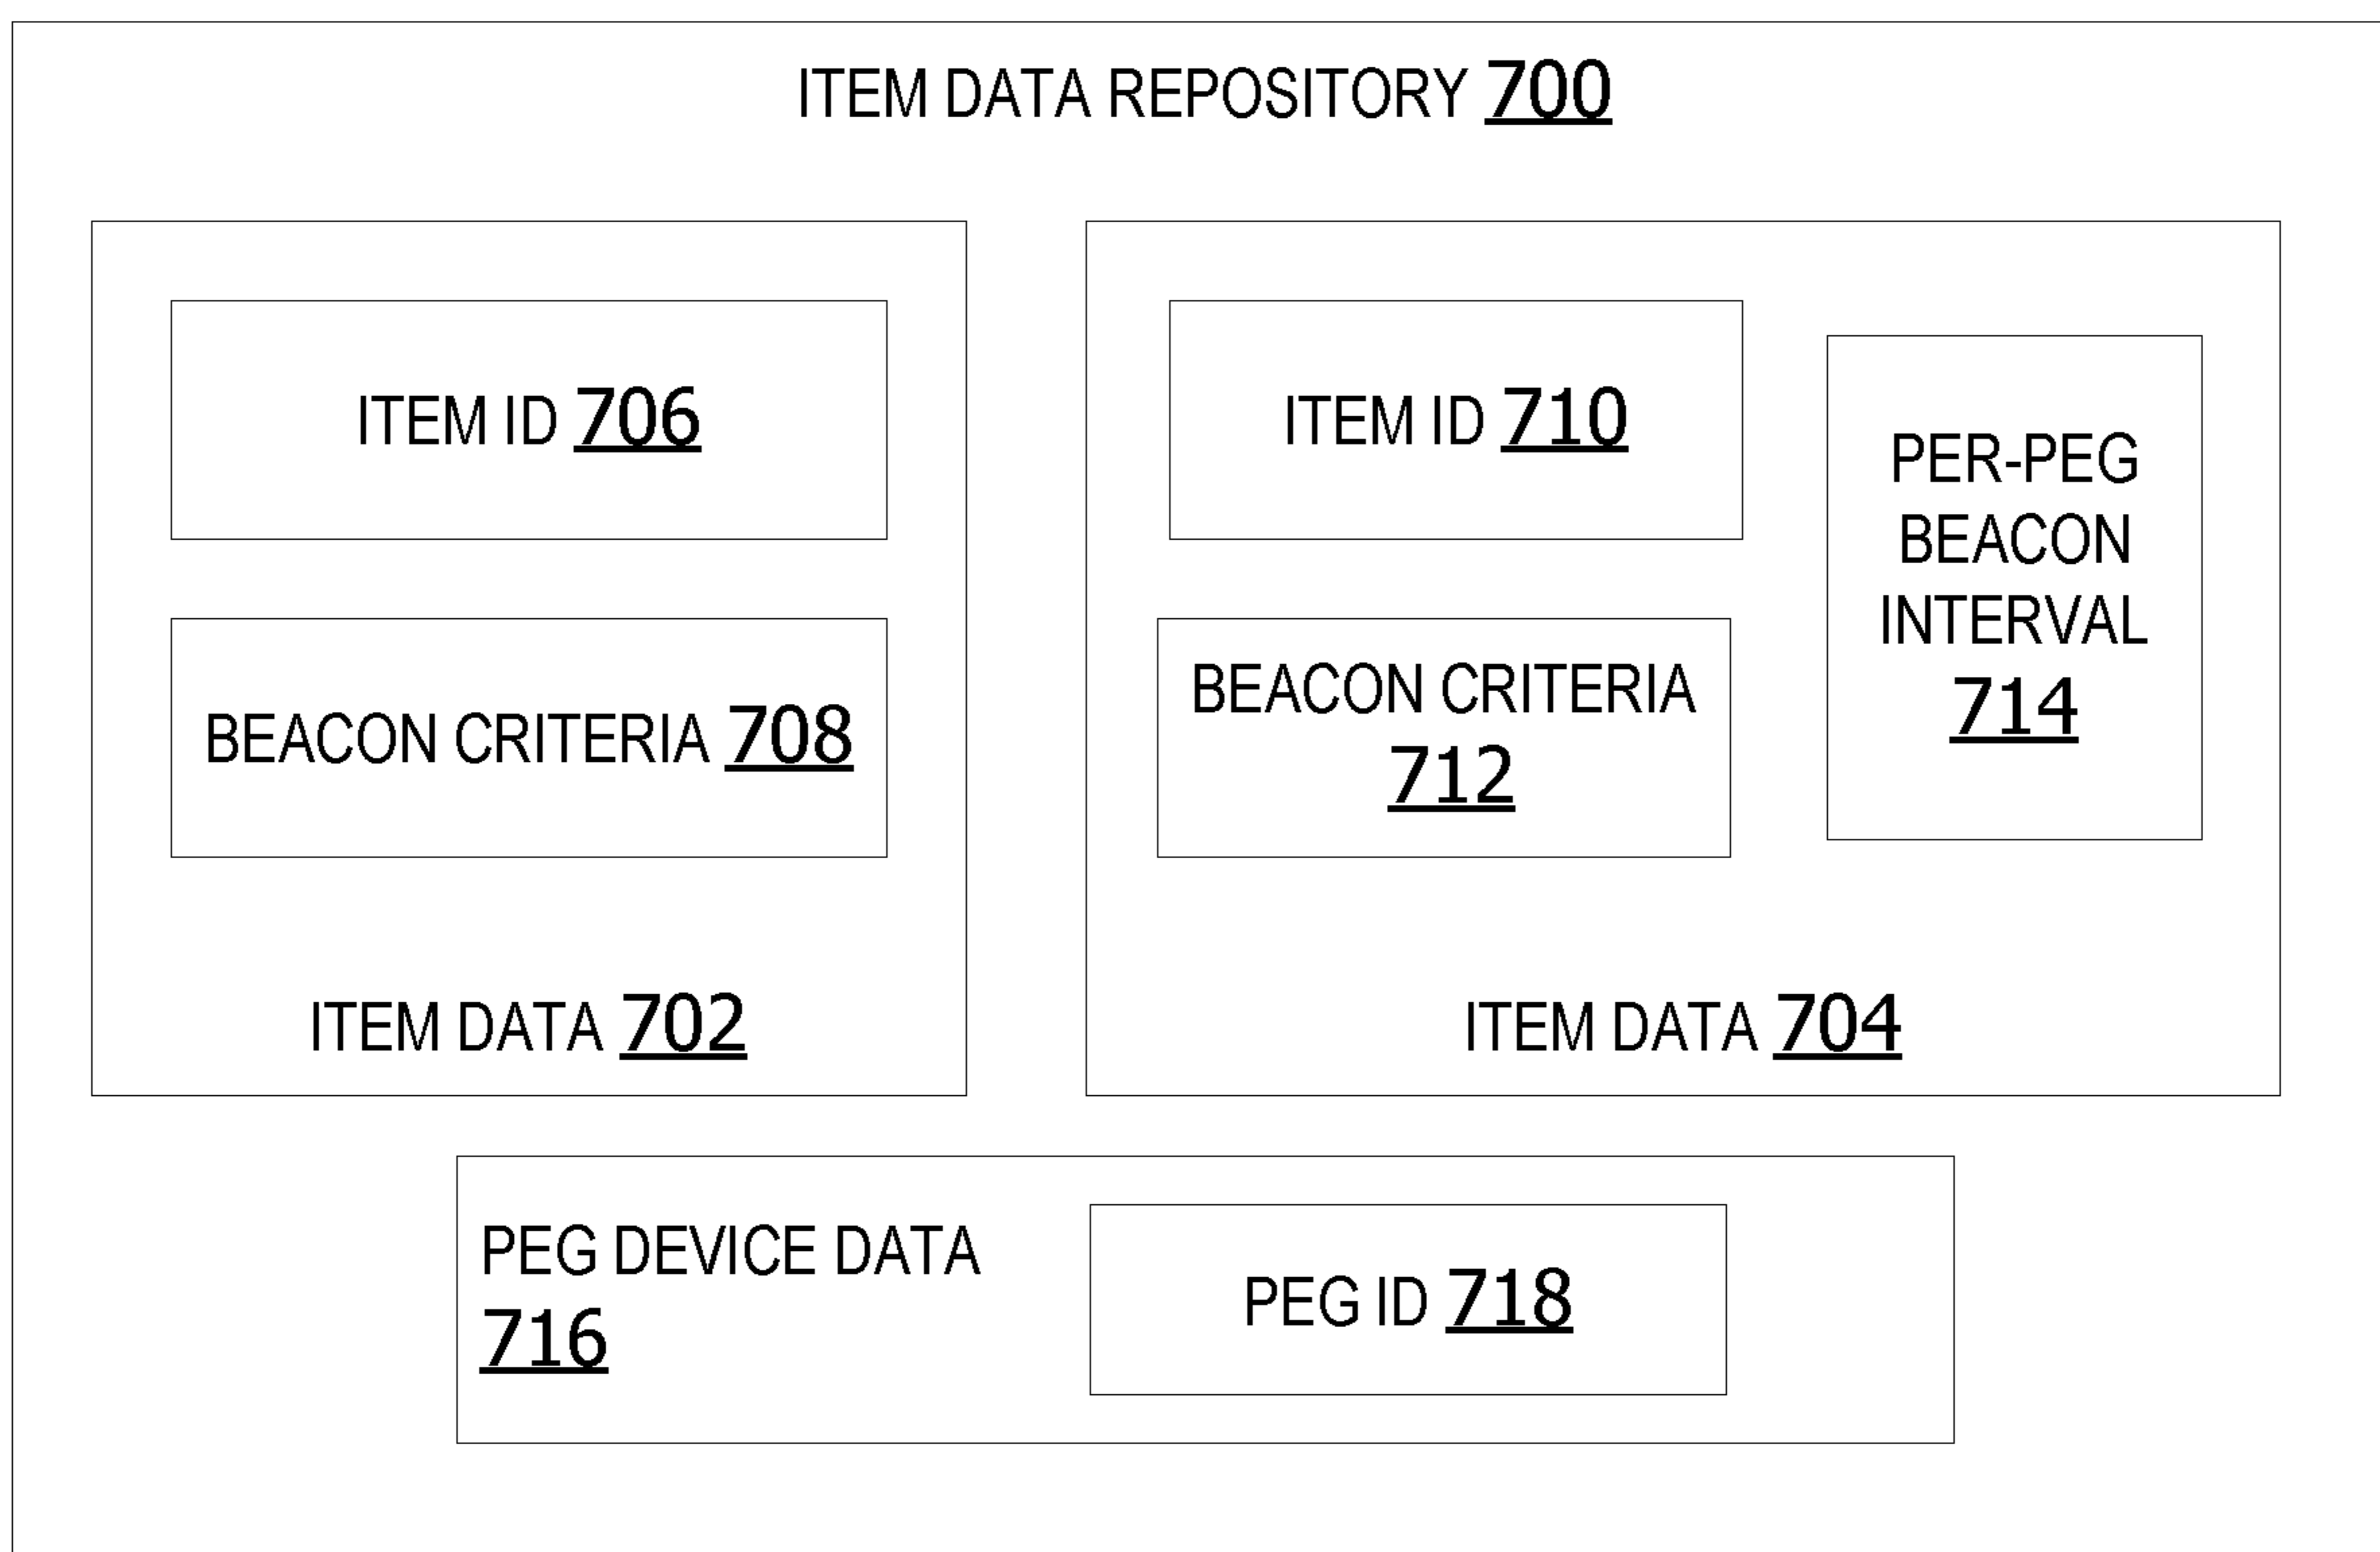 ITEM DATA REPOSITORY 700
ITEM ID 706
BEACON CRITERIA 708
ITEM DATA 702
ITEM ID 710
BEACON CRITERIA
712
PER-PEG
BEACON
INTERVAL
714
ITEM DATA 704
PEG DEVICE DATA
716
PEG ID 718